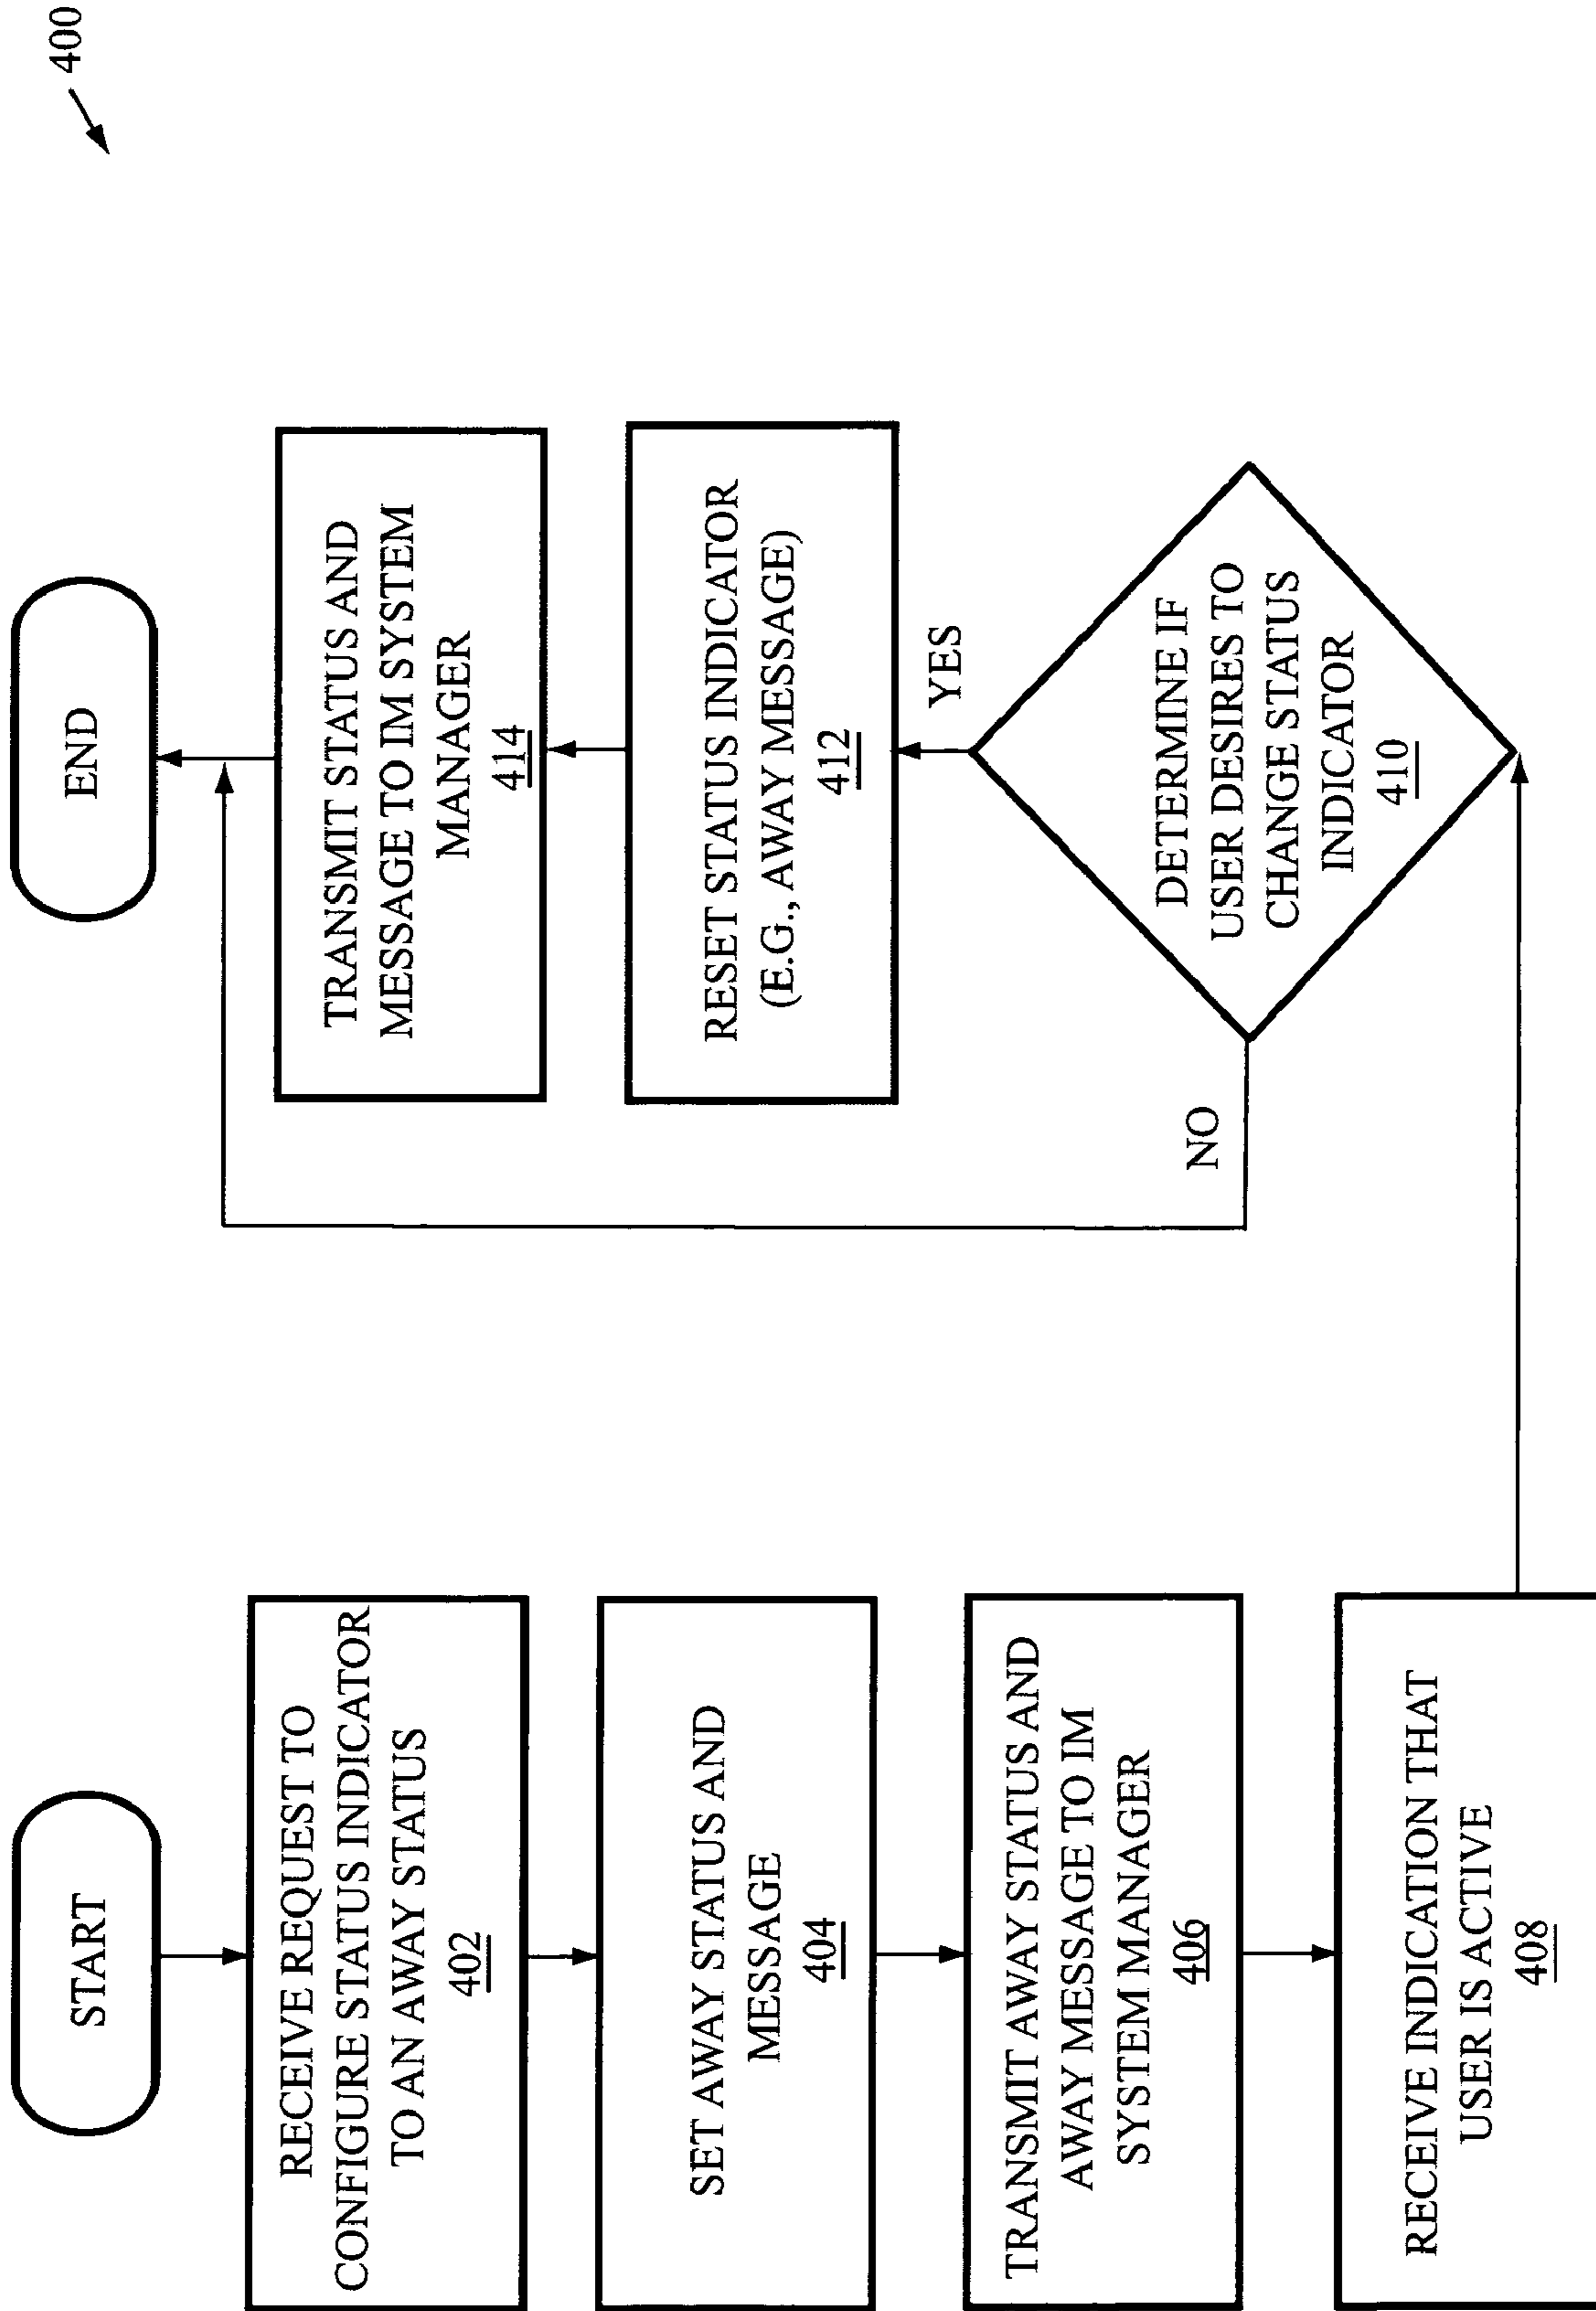 400
START
RECEIVE REQUEST TO
CONFIGURE STATUS INDICATOR
TO AN AWAY STATUS
402
SET AWAY STATUS AND
MESSAGE
404
TRANSMIT AWAY STATUS AND
AWAY MESSAGE TO IM
SYSTEM MANAGER
406
RECEIVE INDICATION THAT
USER IS ACTIVE
408
DETERMINE IF
USER DESIRES TO
CHANGE STATUS
INDICATOR
410
NO
YES
RESET STATUS INDICATOR
(E.G., AWAY MESSAGE)
412
TRANSMIT STATUS AND
MESSAGE TO IM SYSTEM
MANAGER
414
END